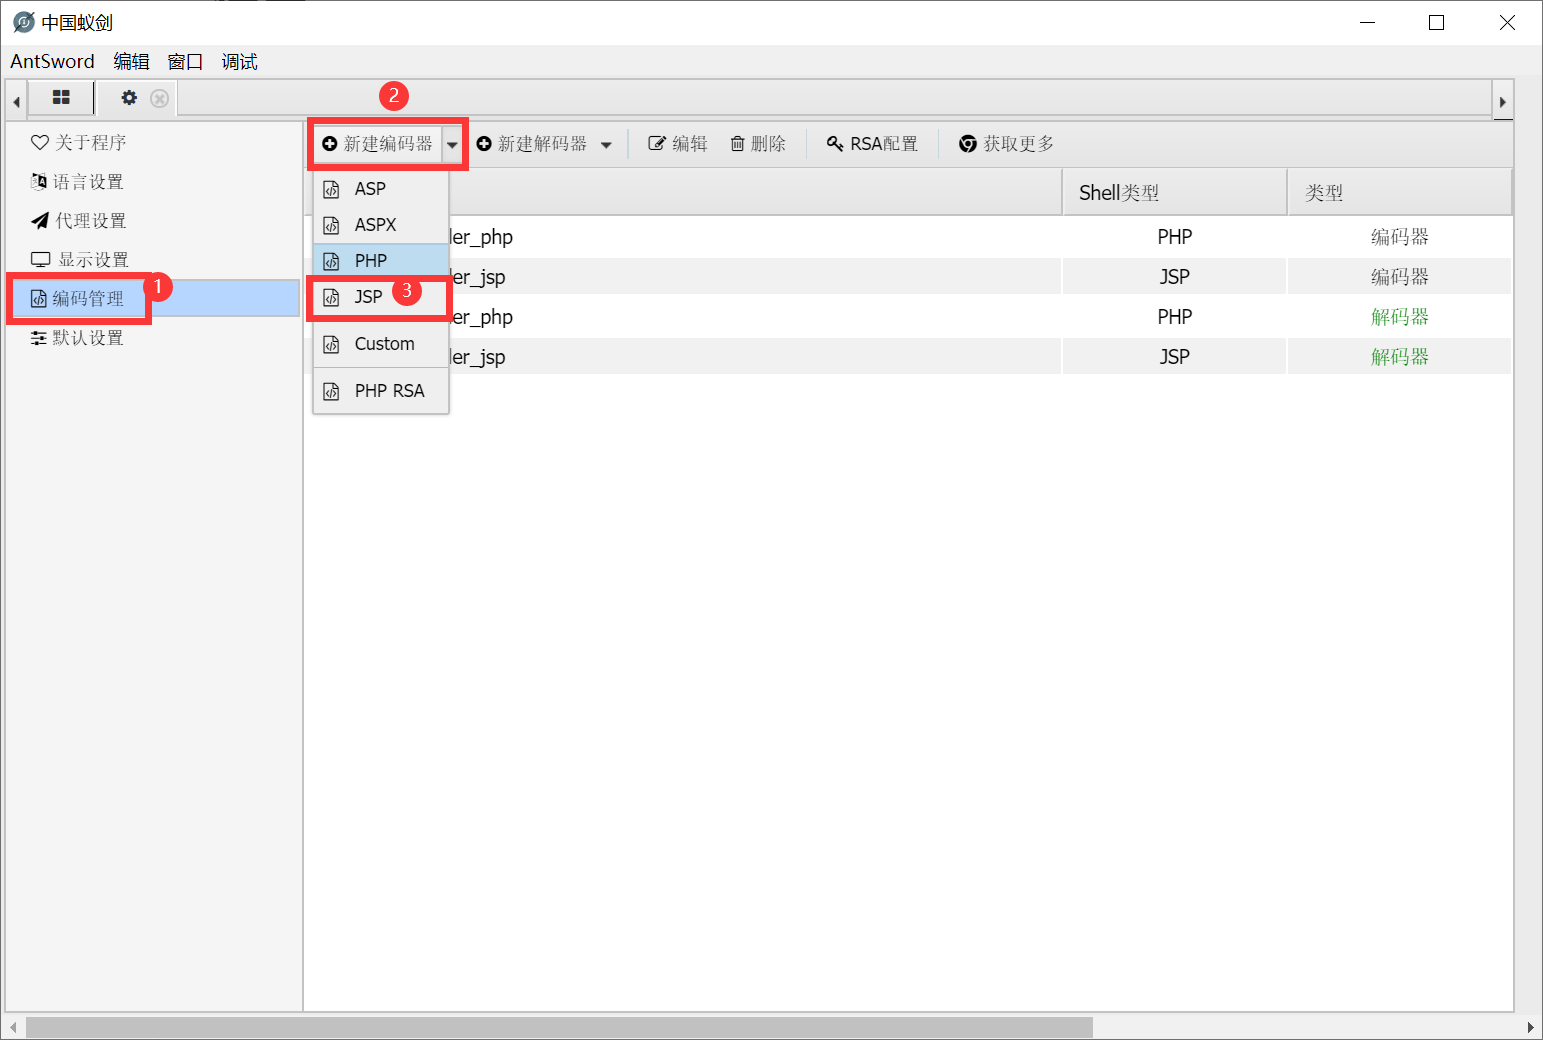 中国蚁剑
AntSword 编辑 窗口 调试
2
新建编码器 新建解码器 编辑 删除 RSA配置 获取更多
关于程序
语言设置
代理设置
显示设置
编码管理 1
默认设置
ASP
ASPX
PHP
JSP 3
Custom
PHP RSA
Shell类型 类型
ler_php PHP 编码器
ler_jsp JSP 编码器
ler_php PHP 解码器
ler_jsp JSP 解码器